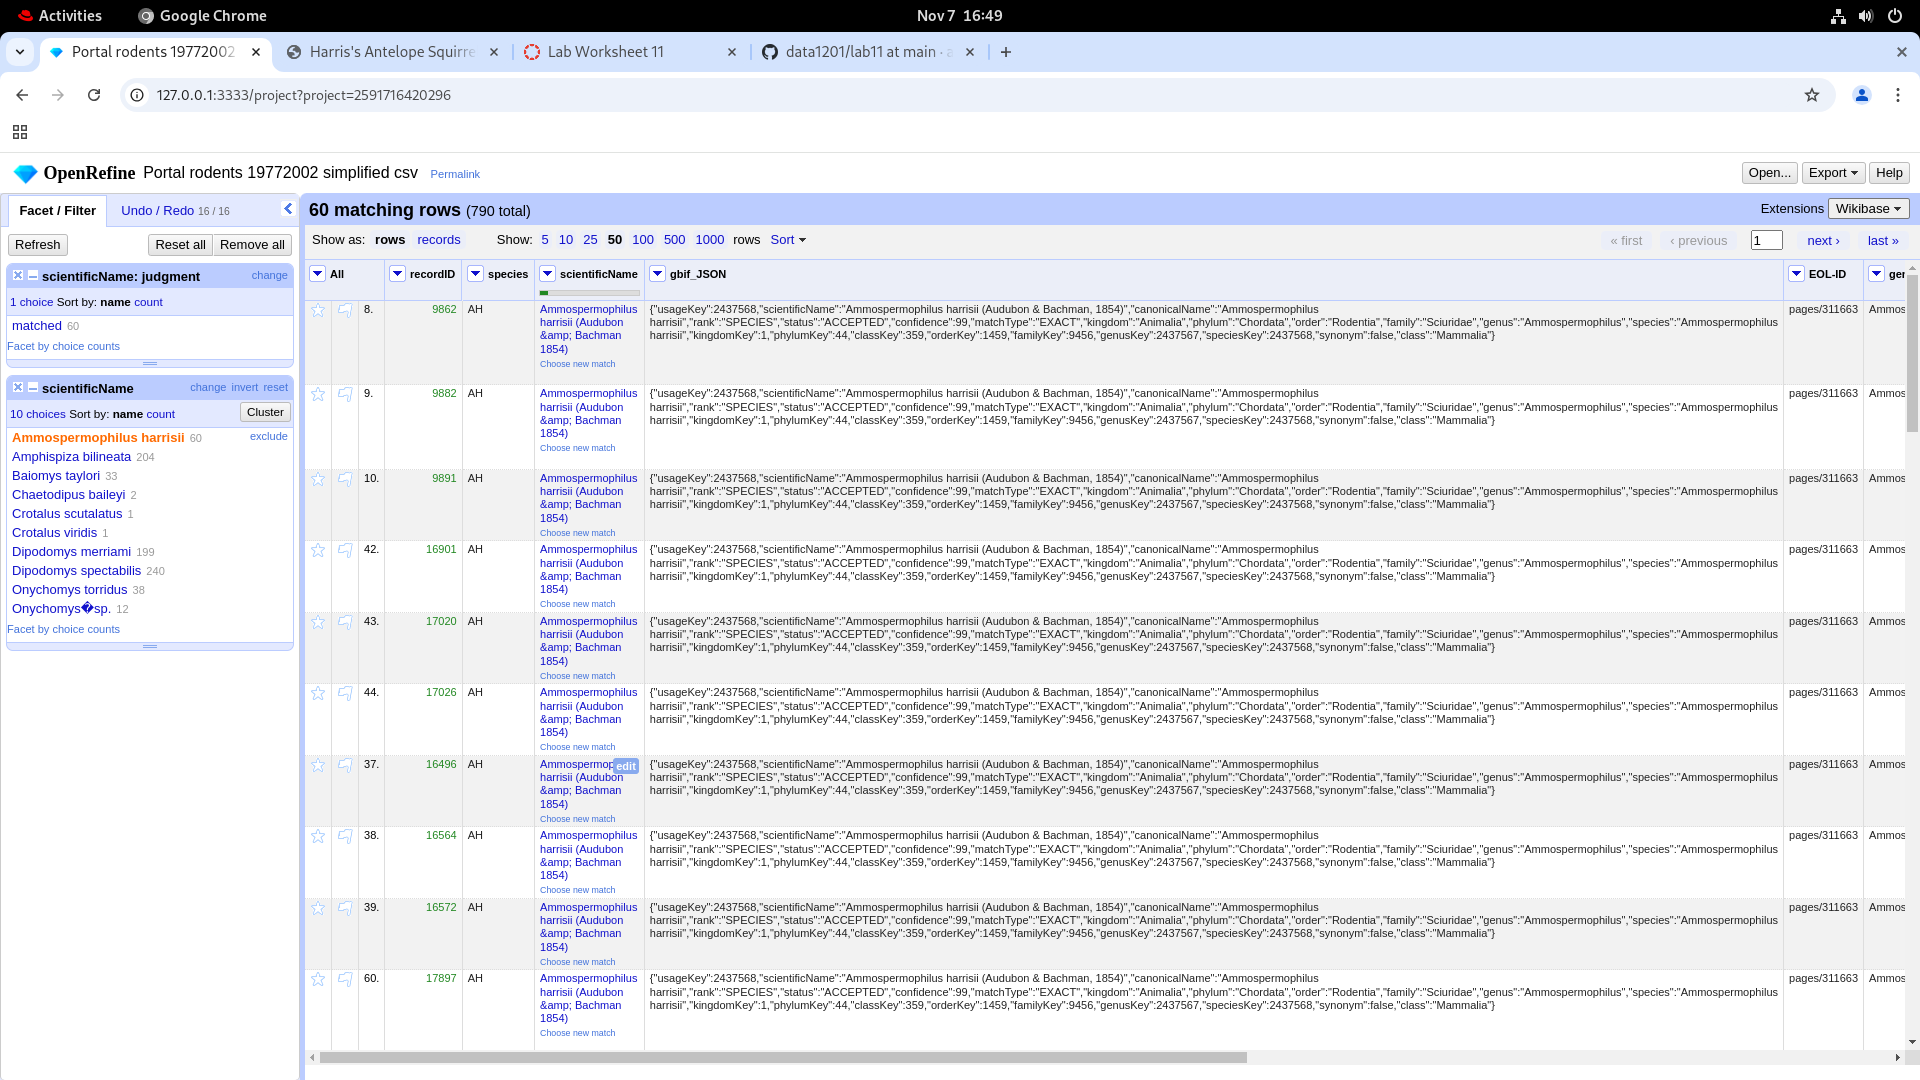 Activities Google Chrome Nov 7 16:49
Portal rodents 19772002 Harris's Antelope Squirre Lab Worksheet 11 data1201/lab11 at main · a
127.0.0.1:3333/project?project=2591716420296
OpenRefine Portal rodents 19772002 simplified csv Permalink Open... Export Help
Facet / Filter Undo / Redo 16 / 16 60 matching rows (790 total) Extensions Wikibase
Refresh Reset all Remove all Show as: rows records Show: 5 10 25 50 100 500 1000 rows Sort « first ‹ previous 1 next › last »
scientificName: judgment change
1 choice Sort by: name count
matched 60
Facet by choice counts
scientificName change invert reset
10 choices Sort by: name count Cluster
Ammospermophilus harrisii 60 exclude
Amphispiza bilineata 204
Baiomys taylori 33
Chaetodipus baileyi 2
Crotalus scutalatus 1
Crotalus viridis 1
Dipodomys merriami 199
Dipodomys spectabilis 240
Onychomys torridus 38
Onychomys�sp. 12
Facet by choice counts
All recordID species scientificName gbif_JSON EOL-ID ger
8. 9862 AH Ammospermophilus {"usageKey":2437568,"scientificName":"Ammospermophilus harrisii (Audubon & Bachman, 1854)","canonicalName":"Ammospermophilus pages/311663 Ammos
harrisii (Audubon harrisii","rank":"SPECIES","status":"ACCEPTED","confidence":99,"matchType":"EXACT","kingdom":"Animalia","phylum":"Chordata","order":"Rodentia","family":"Sciuridae","genus":"Ammospermophilus","species":"Ammospermophilus
&amp; Bachman harrisii","kingdomKey":1,"phylumKey":44,"classKey":359,"orderKey":1459,"familyKey":9456,"genusKey":2437567,"speciesKey":2437568,"synonym":false,"class":"Mammalia"}
1854)
Choose new match
9. 9882 AH Ammospermophilus {"usageKey":2437568,"scientificName":"Ammospermophilus harrisii (Audubon & Bachman, 1854)","canonicalName":"Ammospermophilus pages/311663 Ammos
harrisii (Audubon harrisii","rank":"SPECIES","status":"ACCEPTED","confidence":99,"matchType":"EXACT","kingdom":"Animalia","phylum":"Chordata","order":"Rodentia","family":"Sciuridae","genus":"Ammospermophilus","species":"Ammospermophilus
&amp; Bachman harrisii","kingdomKey":1,"phylumKey":44,"classKey":359,"orderKey":1459,"familyKey":9456,"genusKey":2437567,"speciesKey":2437568,"synonym":false,"class":"Mammalia"}
1854)
Choose new match
10. 9891 AH Ammospermophilus {"usageKey":2437568,"scientificName":"Ammospermophilus harrisii (Audubon & Bachman, 1854)","canonicalName":"Ammospermophilus pages/311663 Ammos
harrisii (Audubon harrisii","rank":"SPECIES","status":"ACCEPTED","confidence":99,"matchType":"EXACT","kingdom":"Animalia","phylum":"Chordata","order":"Rodentia","family":"Sciuridae","genus":"Ammospermophilus","species":"Ammospermophilus
&amp; Bachman harrisii","kingdomKey":1,"phylumKey":44,"classKey":359,"orderKey":1459,"familyKey":9456,"genusKey":2437567,"speciesKey":2437568,"synonym":false,"class":"Mammalia"}
1854)
Choose new match
42. 16901 AH Ammospermophilus {"usageKey":2437568,"scientificName":"Ammospermophilus harrisii (Audubon & Bachman, 1854)","canonicalName":"Ammospermophilus pages/311663 Ammos
harrisii (Audubon harrisii","rank":"SPECIES","status":"ACCEPTED","confidence":99,"matchType":"EXACT","kingdom":"Animalia","phylum":"Chordata","order":"Rodentia","family":"Sciuridae","genus":"Ammospermophilus","species":"Ammospermophilus
&amp; Bachman harrisii","kingdomKey":1,"phylumKey":44,"classKey":359,"orderKey":1459,"familyKey":9456,"genusKey":2437567,"speciesKey":2437568,"synonym":false,"class":"Mammalia"}
1854)
Choose new match
43. 17020 AH Ammospermophilus {"usageKey":2437568,"scientificName":"Ammospermophilus harrisii (Audubon & Bachman, 1854)","canonicalName":"Ammospermophilus pages/311663 Ammos
harrisii (Audubon harrisii","rank":"SPECIES","status":"ACCEPTED","confidence":99,"matchType":"EXACT","kingdom":"Animalia","phylum":"Chordata","order":"Rodentia","family":"Sciuridae","genus":"Ammospermophilus","species":"Ammospermophilus
&amp; Bachman harrisii","kingdomKey":1,"phylumKey":44,"classKey":359,"orderKey":1459,"familyKey":9456,"genusKey":2437567,"speciesKey":2437568,"synonym":false,"class":"Mammalia"}
1854)
Choose new match
44. 17026 AH Ammospermophilus {"usageKey":2437568,"scientificName":"Ammospermophilus harrisii (Audubon & Bachman, 1854)","canonicalName":"Ammospermophilus pages/311663 Ammos
harrisii (Audubon harrisii","rank":"SPECIES","status":"ACCEPTED","confidence":99,"matchType":"EXACT","kingdom":"Animalia","phylum":"Chordata","order":"Rodentia","family":"Sciuridae","genus":"Ammospermophilus","species":"Ammospermophilus
&amp; Bachman harrisii","kingdomKey":1,"phylumKey":44,"classKey":359,"orderKey":1459,"familyKey":9456,"genusKey":2437567,"speciesKey":2437568,"synonym":false,"class":"Mammalia"}
1854)
Choose new match
37. 16496 AH Ammospermop edit {"usageKey":2437568,"scientificName":"Ammospermophilus harrisii (Audubon & Bachman, 1854)","canonicalName":"Ammospermophilus pages/311663 Ammos
harrisii (Audubon harrisii","rank":"SPECIES","status":"ACCEPTED","confidence":99,"matchType":"EXACT","kingdom":"Animalia","phylum":"Chordata","order":"Rodentia","family":"Sciuridae","genus":"Ammospermophilus","species":"Ammospermophilus
&amp; Bachman harrisii","kingdomKey":1,"phylumKey":44,"classKey":359,"orderKey":1459,"familyKey":9456,"genusKey":2437567,"speciesKey":2437568,"synonym":false,"class":"Mammalia"}
1854)
Choose new match
38. 16564 AH Ammospermophilus {"usageKey":2437568,"scientificName":"Ammospermophilus harrisii (Audubon & Bachman, 1854)","canonicalName":"Ammospermophilus pages/311663 Ammos
harrisii (Audubon harrisii","rank":"SPECIES","status":"ACCEPTED","confidence":99,"matchType":"EXACT","kingdom":"Animalia","phylum":"Chordata","order":"Rodentia","family":"Sciuridae","genus":"Ammospermophilus","species":"Ammospermophilus
&amp; Bachman harrisii","kingdomKey":1,"phylumKey":44,"classKey":359,"orderKey":1459,"familyKey":9456,"genusKey":2437567,"speciesKey":2437568,"synonym":false,"class":"Mammalia"}
1854)
Choose new match
39. 16572 AH Ammospermophilus {"usageKey":2437568,"scientificName":"Ammospermophilus harrisii (Audubon & Bachman, 1854)","canonicalName":"Ammospermophilus pages/311663 Ammos
harrisii (Audubon harrisii","rank":"SPECIES","status":"ACCEPTED","confidence":99,"matchType":"EXACT","kingdom":"Animalia","phylum":"Chordata","order":"Rodentia","family":"Sciuridae","genus":"Ammospermophilus","species":"Ammospermophilus
&amp; Bachman harrisii","kingdomKey":1,"phylumKey":44,"classKey":359,"orderKey":1459,"familyKey":9456,"genusKey":2437567,"speciesKey":2437568,"synonym":false,"class":"Mammalia"}
1854)
Choose new match
60. 17897 AH Ammospermophilus {"usageKey":2437568,"scientificName":"Ammospermophilus harrisii (Audubon & Bachman, 1854)","canonicalName":"Ammospermophilus pages/311663 Ammos
harrisii (Audubon harrisii","rank":"SPECIES","status":"ACCEPTED","confidence":99,"matchType":"EXACT","kingdom":"Animalia","phylum":"Chordata","order":"Rodentia","family":"Sciuridae","genus":"Ammospermophilus","species":"Ammospermophilus
&amp; Bachman harrisii","kingdomKey":1,"phylumKey":44,"classKey":359,"orderKey":1459,"familyKey":9456,"genusKey":2437567,"speciesKey":2437568,"synonym":false,"class":"Mammalia"}
1854)
Choose new match